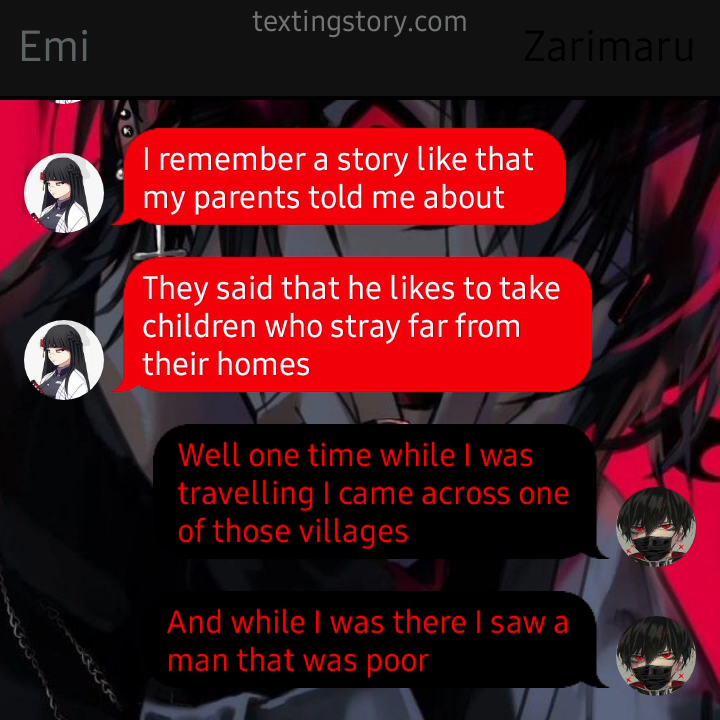 textingstory.com
Emi
Zarimaru
I remember a story like that
my parents told me about
They said that he likes to take
children who stray far from
their homes
Well one time while I was
travelling I came across one
of those villages
And while I was there I saw a
man that was poor